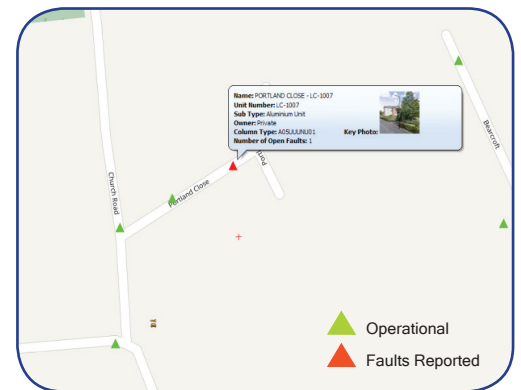 Name: PORTLAND CLOSE - LC-1007
Unit Number: LC-1007
Sub Type: Aluminium Unit
Owner: Private
Column Type: A05UUUNU01
Key Photo:
Number of Open Faults: 1
Bearcroft
Church Road
Portland Close
Operational
Faults Reported